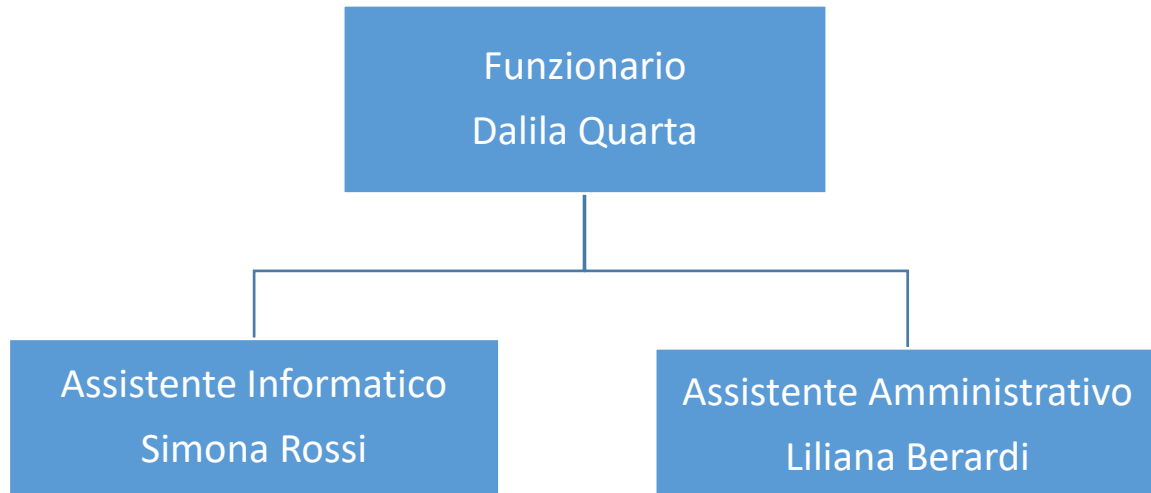 Funzionario
Dalila Quarta
Assistente Informatico
Simona Rossi
Assistente Amministrativo
Liliana Berardi